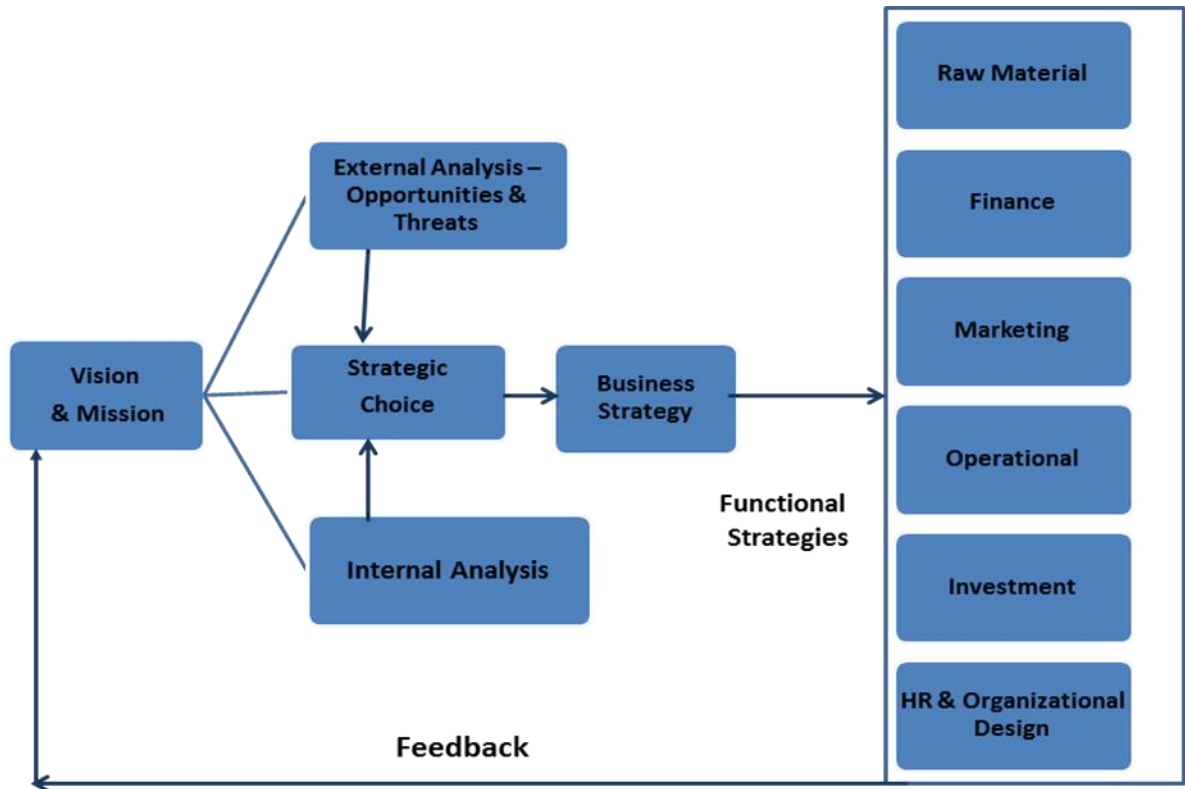 Vision
& Mission
External Analysis –
Opportunities &
Threats
Strategic
Choice
Internal Analysis
Business
Strategy
Functional
Strategies
Raw Material
Finance
Marketing
Operational
Investment
HR & Organizational
Design
Feedback